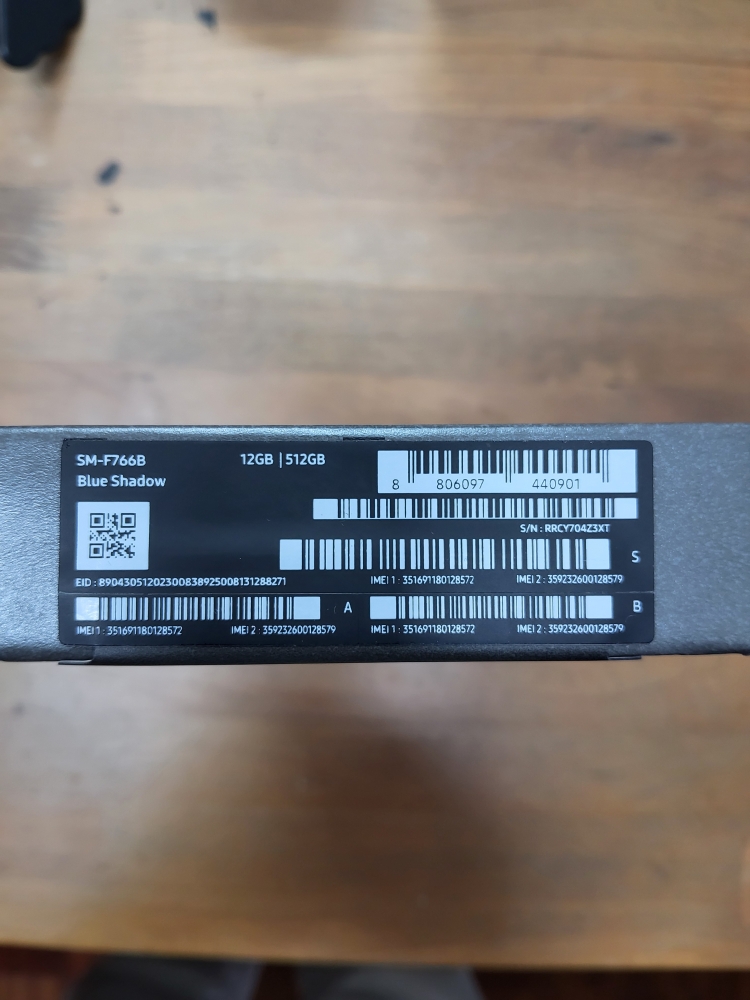 SM-F766B
12GB | 512GB
Blue Shadow
8 806097 440901
S/N : RRCY704Z3XT
S
EID : 89043051202300838925008131288271
IMEI 1 : 351691180128572
IMEI 2 : 359232600128579
A
B
IMEI 1 : 351691180128572
IMEI 2 : 359232600128579
IMEI 1 : 351691180128572
IMEI 2 : 359232600128579